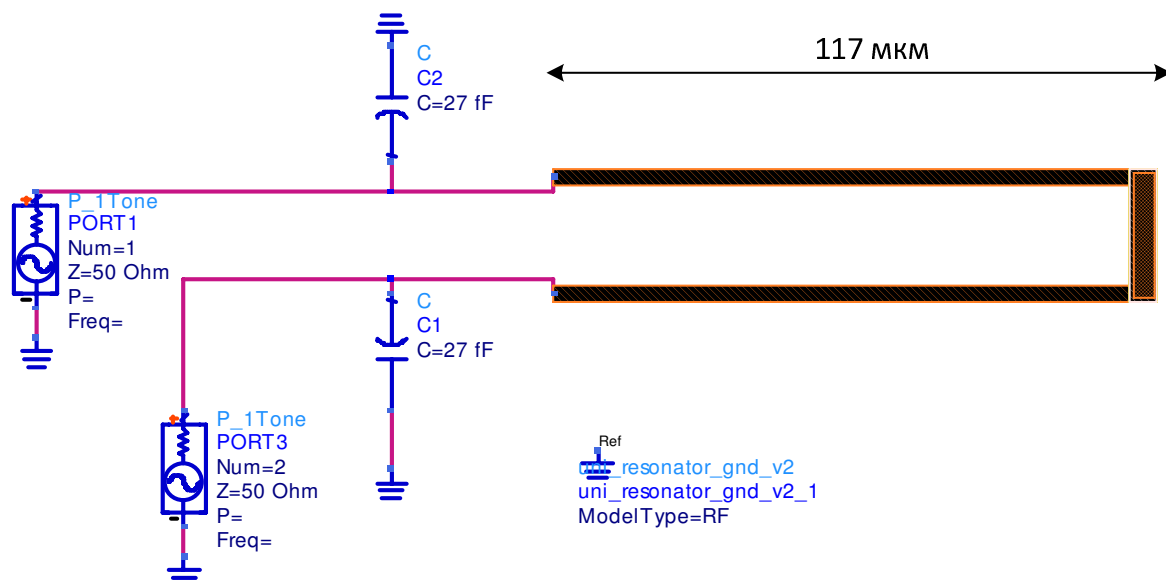 117 мкм
C
C2
C=27 fF
P_1Tone
PORT1
Num=1
Z=50 Ohm
P=
Freq=
C
C1
C=27 fF
P_1Tone
PORT3
Num=2
Z=50 Ohm
P=
Freq=
Ref
uni_resonator_gnd_v2
uni_resonator_gnd_v2_1
ModelType=RF